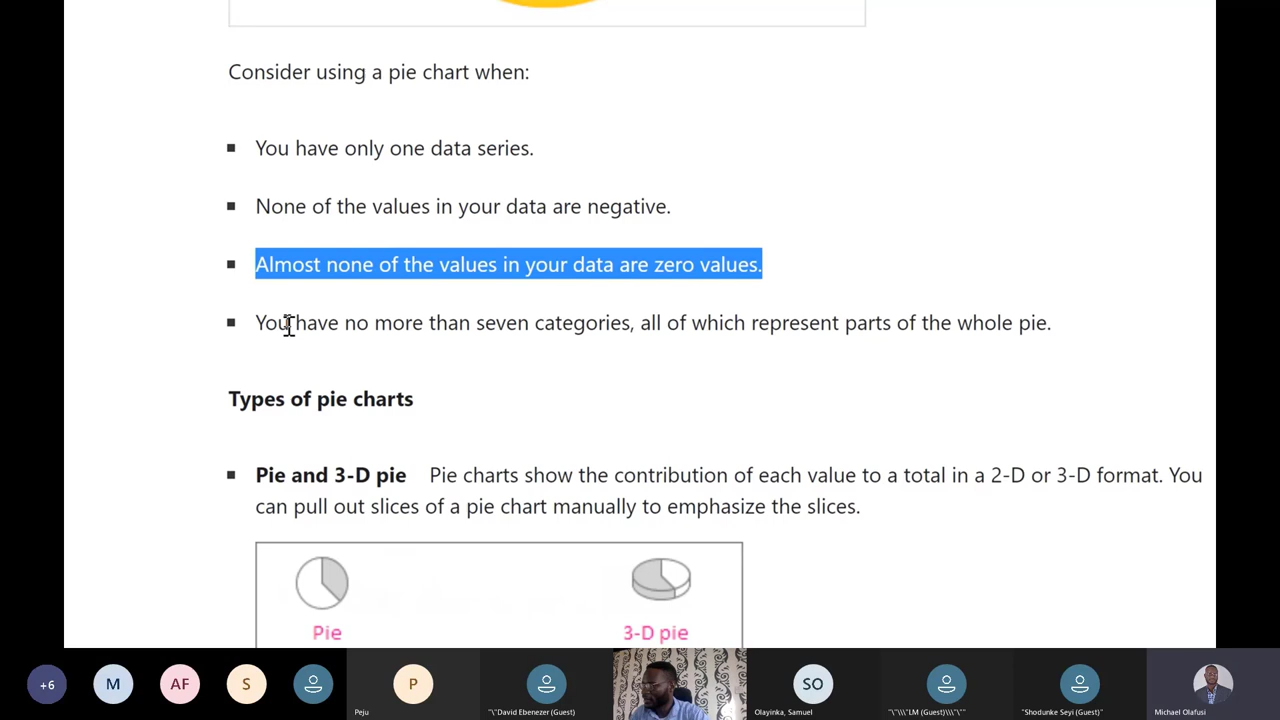 Consider using a pie chart when:
▪ You have only one data series.
▪ None of the values in your data are negative.
▪ Almost none of the values in your data are zero values.
▪ You have no more than seven categories, all of which represent parts of the whole pie.
Types of pie charts
▪ Pie and 3-D pie Pie charts show the contribution of each value to a total in a 2-D or 3-D format. You
can pull out slices of a pie chart manually to emphasize the slices.
Pie 3-D pie
+6 M AF S P SO
Peju "\"David Ebenezer (Guest) Olayinka, Samuel "\"\\\"LM (Guest)\\\"\"" "Shodunke Seyi (Guest)" Michael Olafusi